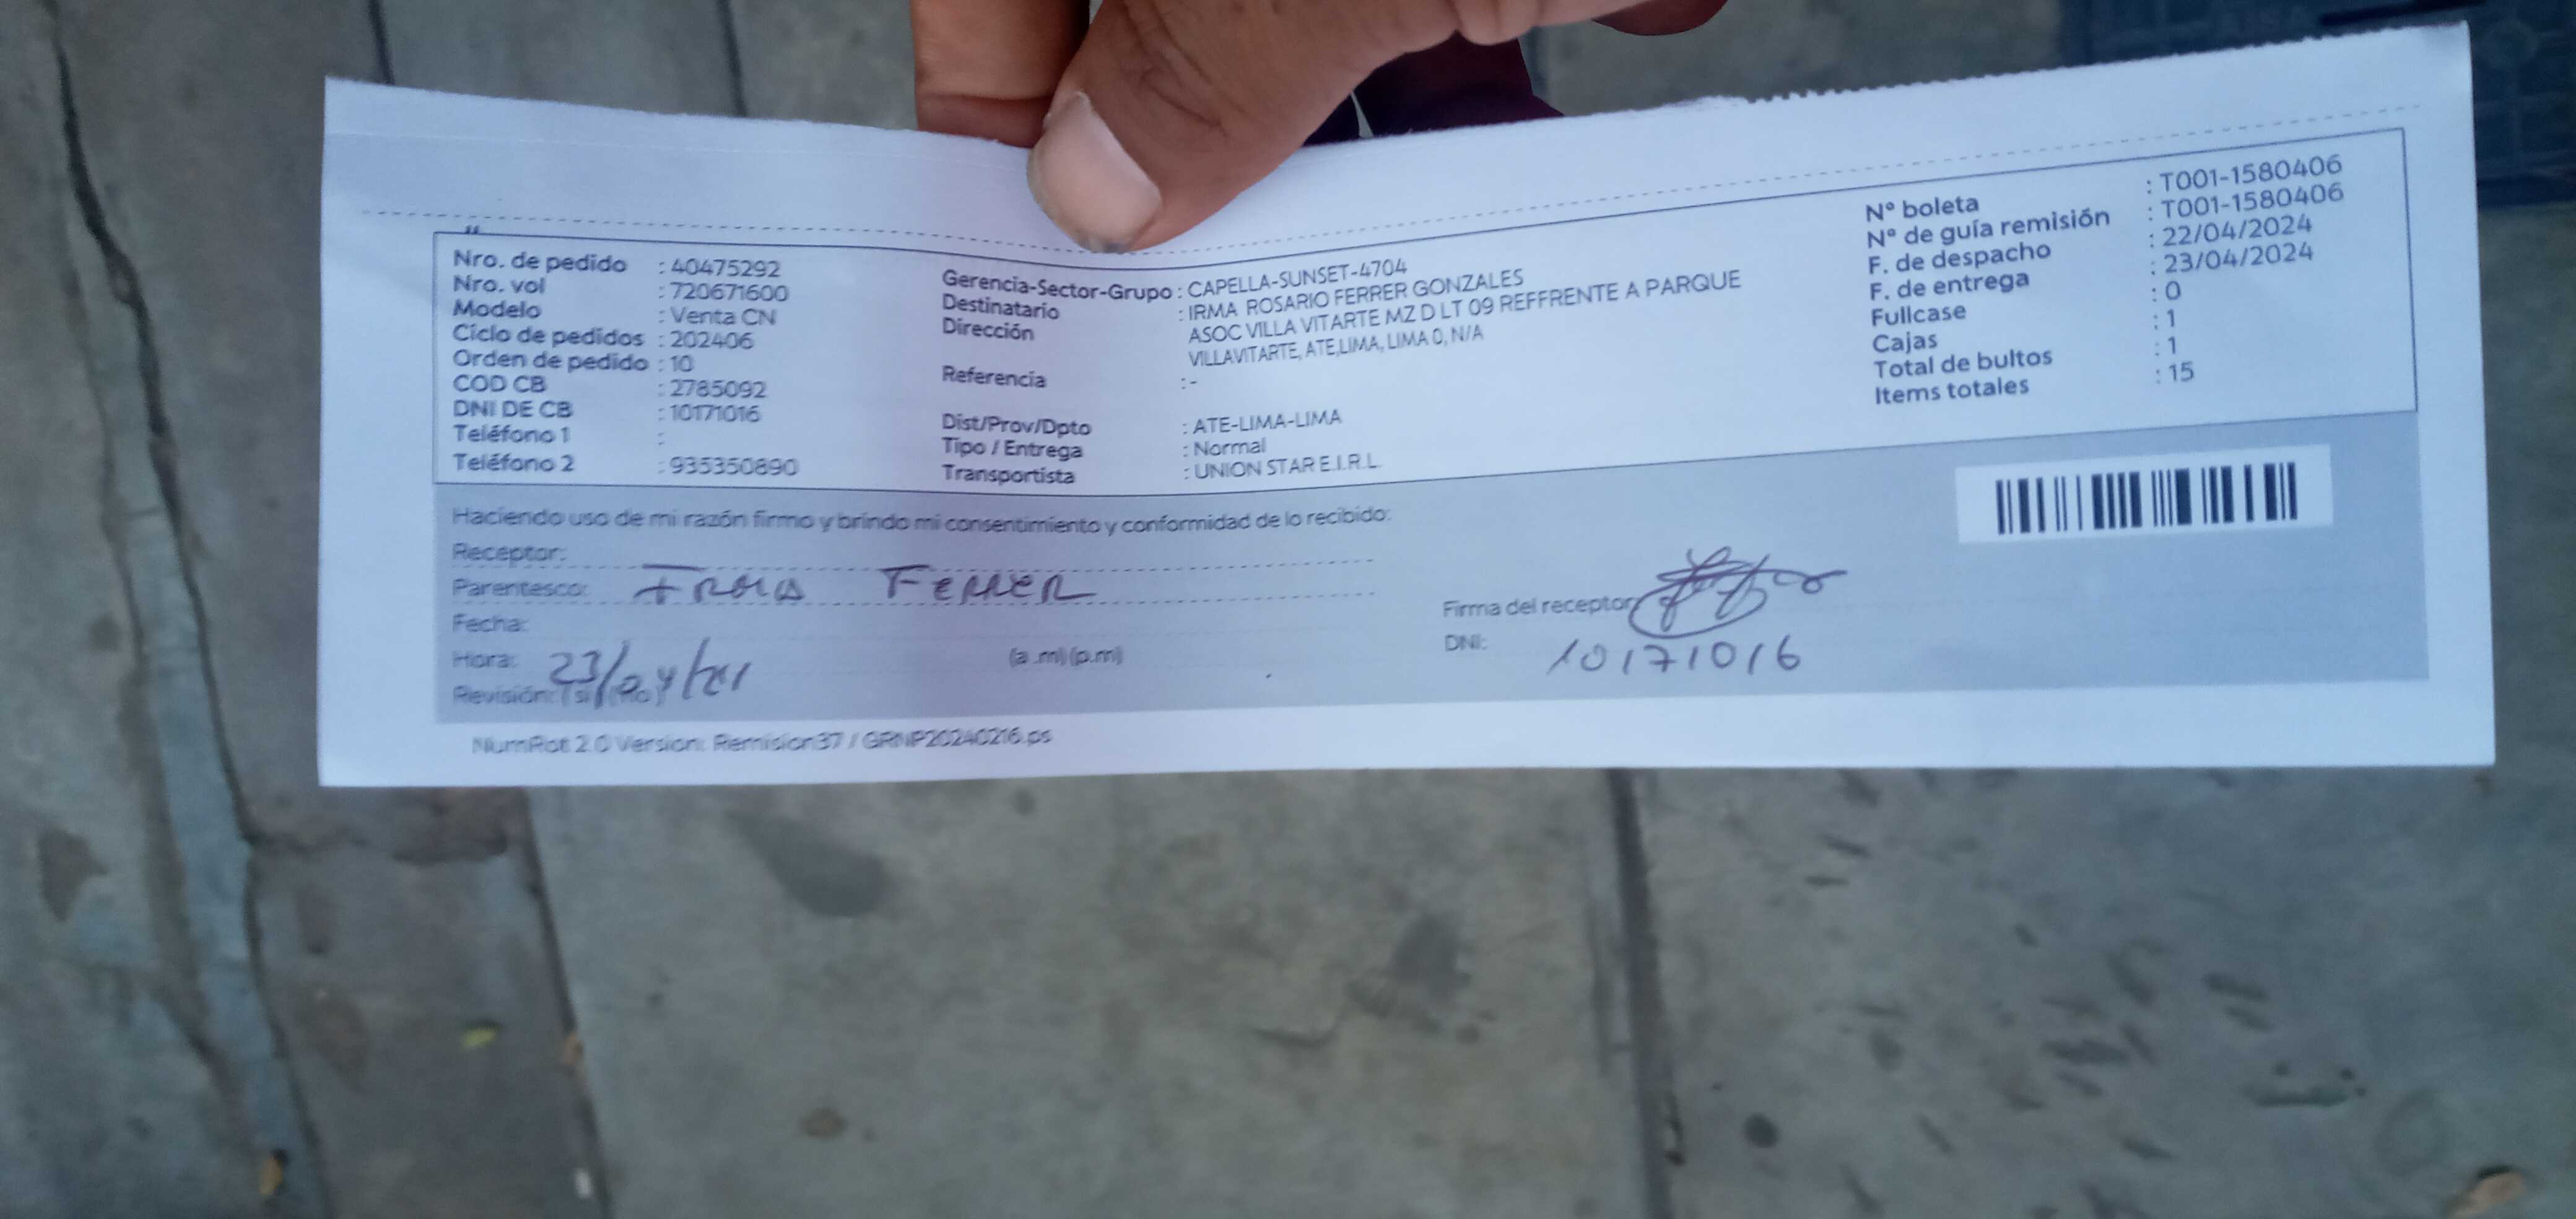 Nro. de pedido : 40475292
Nro. vol : 720671600
Modelo : Venta CN
Ciclo de pedidos : 202406
Orden de pedido : 10
COD CB : 2785092
DNI DE CB : 10171016
Teléfono 1 :
Teléfono 2 : 935350890
Gerencia-Sector-Grupo : CAPELLA-SUNSET-4704
Destinatario : IRMA ROSARIO FERRER GONZALES
Dirección ASOC VILLA VITARTE MZ D LT 09 REFFRENTE A PARQUE
VILLAVITARTE, ATE,LIMA, LIMA 0, N/A
Referencia : -
Dist/Prov/Dpto : ATE-LIMA-LIMA
Tipo / Entrega : Normal
Transportista : UNION STAR E.I.R.L
N° boleta : T001-1580406
N° de guía remisión : T001-1580406
F. de despacho : 22/04/2024
F. de entrega : 23/04/2024
Fullcase : 0
Cajas : 1
Total de bultos : 1
Items totales : 15
Haciendo uso de mi razón firmo y brindo mi consentimiento y conformidad de lo recibido:
Receptor:
Parentesco: Irma Ferrer
Fecha:
Hora: 23/04/24 (a .m) (p.m)
Revisión: (si) (no)
Firma del receptor
DNI: 10171016
NumRot 2.0 Version: Remision37 / GRNP20240216.ps